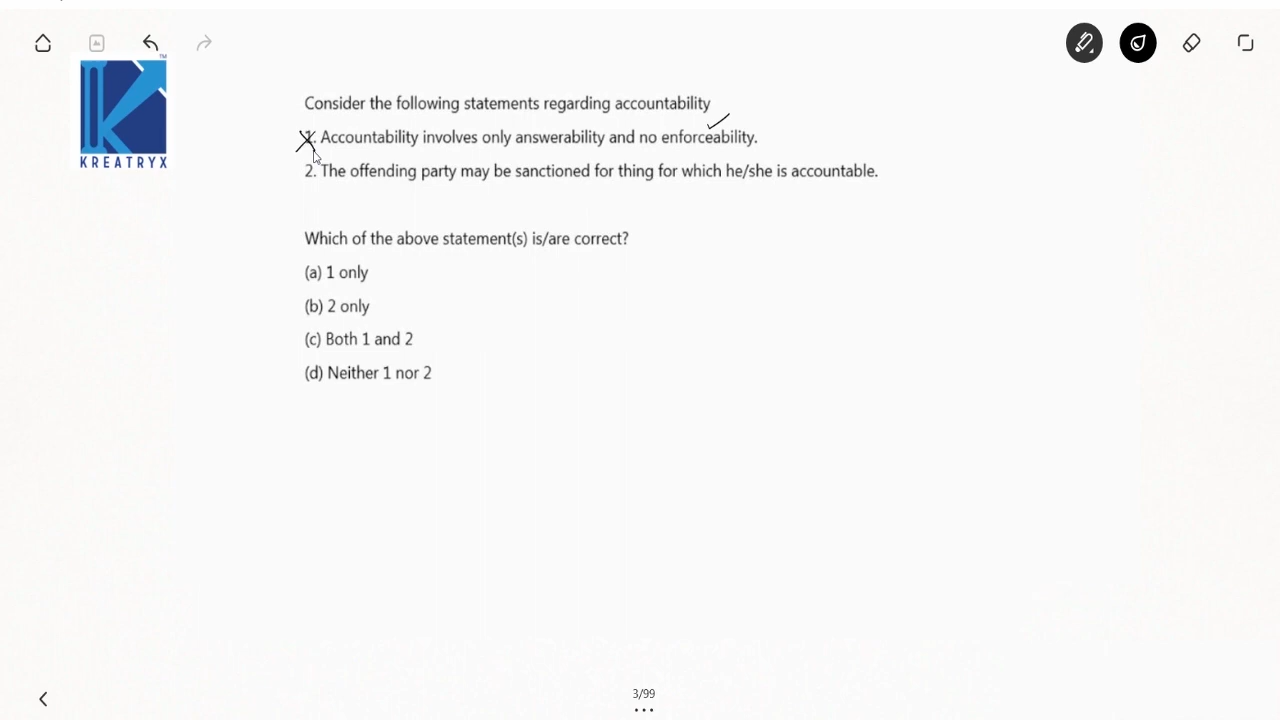 TM
KREATRYX
Consider the following statements regarding accountability
1. Accountability involves only answerability and no enforceability.
2. The offending party may be sanctioned for thing for which he/she is accountable.
Which of the above statement(s) is/are correct?
(a) 1 only
(b) 2 only
(c) Both 1 and 2
(d) Neither 1 nor 2
3/99